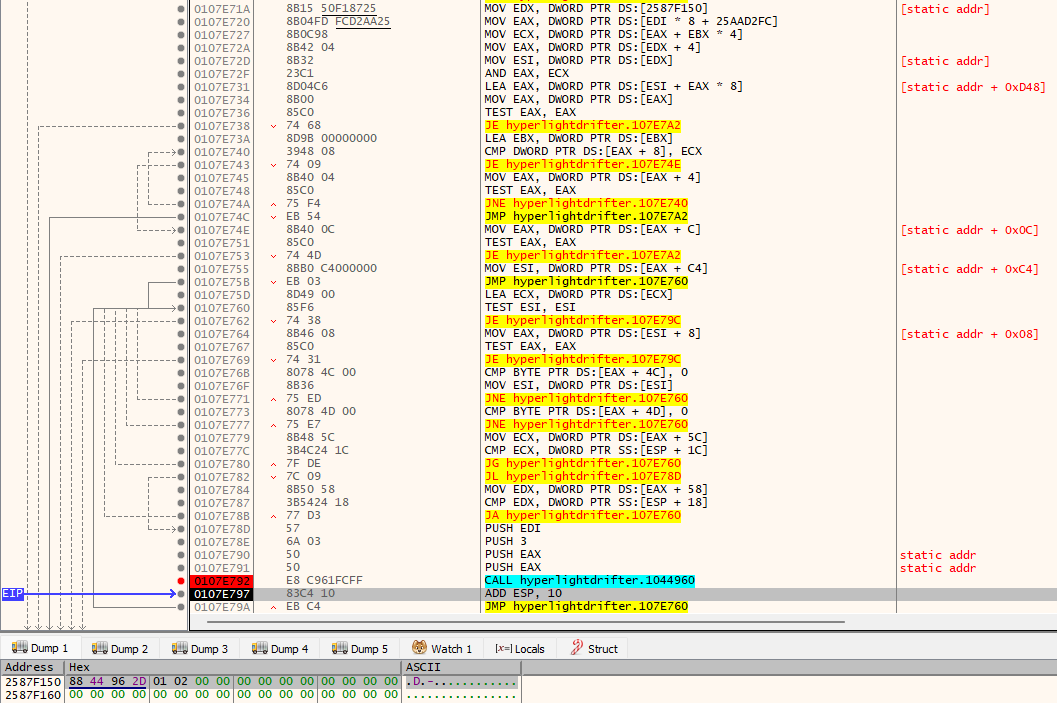 0107E71A 8B15 50F18725 MOV EDX, DWORD PTR DS:[2587F150] [static addr]
0107E720 8B04FD FCD2AA25 MOV EAX, DWORD PTR DS:[EDI * 8 + 25AAD2FC]
0107E727 8B0C98 MOV ECX, DWORD PTR DS:[EAX + EBX * 4]
0107E72A 8B42 04 MOV EAX, DWORD PTR DS:[EDX + 4]
0107E72D 8B32 MOV ESI, DWORD PTR DS:[EDX] [static addr]
0107E72F 23C1 AND EAX, ECX
0107E731 8D04C6 LEA EAX, DWORD PTR DS:[ESI + EAX * 8] [static addr + 0xD48]
0107E734 8B00 MOV EAX, DWORD PTR DS:[EAX]
0107E736 85C0 TEST EAX, EAX
0107E738 74 68 JE hyperlightdrifter.107E7A2
0107E73A 8D9B 00000000 LEA EBX, DWORD PTR DS:[EBX]
0107E740 3948 08 CMP DWORD PTR DS:[EAX + 8], ECX
0107E743 74 09 JE hyperlightdrifter.107E74E
0107E745 8B40 04 MOV EAX, DWORD PTR DS:[EAX + 4]
0107E748 85C0 TEST EAX, EAX
0107E74A 75 F4 JNE hyperlightdrifter.107E740
0107E74C EB 54 JMP hyperlightdrifter.107E7A2
0107E74E 8B40 0C MOV EAX, DWORD PTR DS:[EAX + C] [static addr + 0x0C]
0107E751 85C0 TEST EAX, EAX
0107E753 74 4D JE hyperlightdrifter.107E7A2
0107E755 8BB0 C4000000 MOV ESI, DWORD PTR DS:[EAX + C4] [static addr + 0xC4]
0107E75B EB 03 JMP hyperlightdrifter.107E760
0107E75D 8D49 00 LEA ECX, DWORD PTR DS:[ECX]
0107E760 85F6 TEST ESI, ESI
0107E762 74 38 JE hyperlightdrifter.107E79C
0107E764 8B46 08 MOV EAX, DWORD PTR DS:[ESI + 8] [static addr + 0x08]
0107E767 85C0 TEST EAX, EAX
0107E769 74 31 JE hyperlightdrifter.107E79C
0107E76B 8078 4C 00 CMP BYTE PTR DS:[EAX + 4C], 0
0107E76F 8B36 MOV ESI, DWORD PTR DS:[ESI]
0107E771 75 ED JNE hyperlightdrifter.107E760
0107E773 8078 4D 00 CMP BYTE PTR DS:[EAX + 4D], 0
0107E777 75 E7 JNE hyperlightdrifter.107E760
0107E779 8B48 5C MOV ECX, DWORD PTR DS:[EAX + 5C]
0107E77C 3B4C24 1C CMP ECX, DWORD PTR SS:[ESP + 1C]
0107E780 7F DE JG hyperlightdrifter.107E760
0107E782 7C 09 JL hyperlightdrifter.107E78D
0107E784 8B50 58 MOV EDX, DWORD PTR DS:[EAX + 58]
0107E787 3B5424 18 CMP EDX, DWORD PTR SS:[ESP + 18]
0107E78B 77 D3 JA hyperlightdrifter.107E760
0107E78D 57 PUSH EDI
0107E78E 6A 03 PUSH 3
0107E790 50 PUSH EAX static addr
0107E791 50 PUSH EAX static addr
0107E792 E8 C961FCFF CALL hyperlightdrifter.1044960
EIP 0107E797 83C4 10 ADD ESP, 10
0107E79A EB C4 JMP hyperlightdrifter.107E760
Dump 1 Dump 2 Dump 3 Dump 4 Dump 5 Watch 1 [x=] Locals Struct
Address Hex ASCII
2587F150 88 44 96 2D 01 02 00 00 00 00 00 00 00 00 00 00 .D.-............
2587F160 00 00 00 00 00 00 00 00 00 00 00 00 00 00 00 00 ................